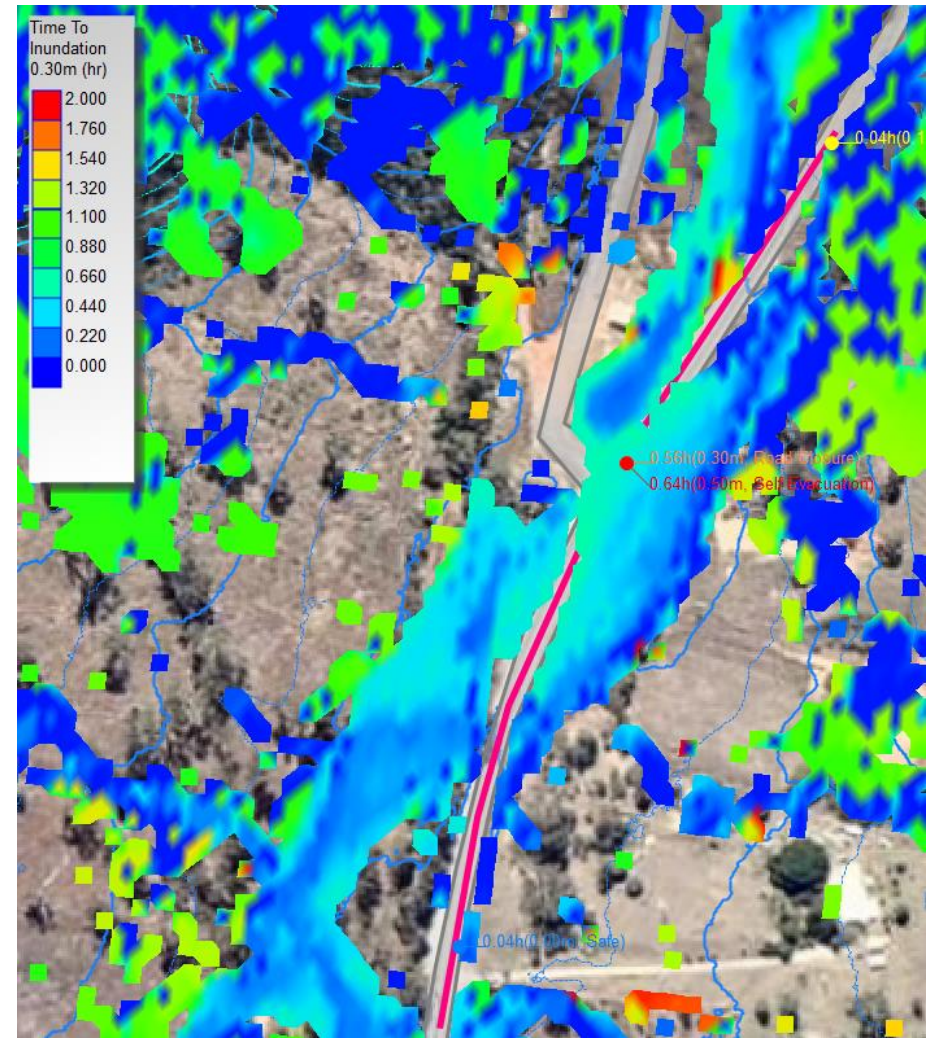 Time To
Inundation
0.30m (hr)
2.000
1.760
1.540
1.320
1.100
0.880
0.660
0.440
0.220
0.000
0.04h(0.1
0.56h(0.30m, Road Closure)
0.64h(0.50m, Self Evacuation)
0.04h(0.00m, Safe)